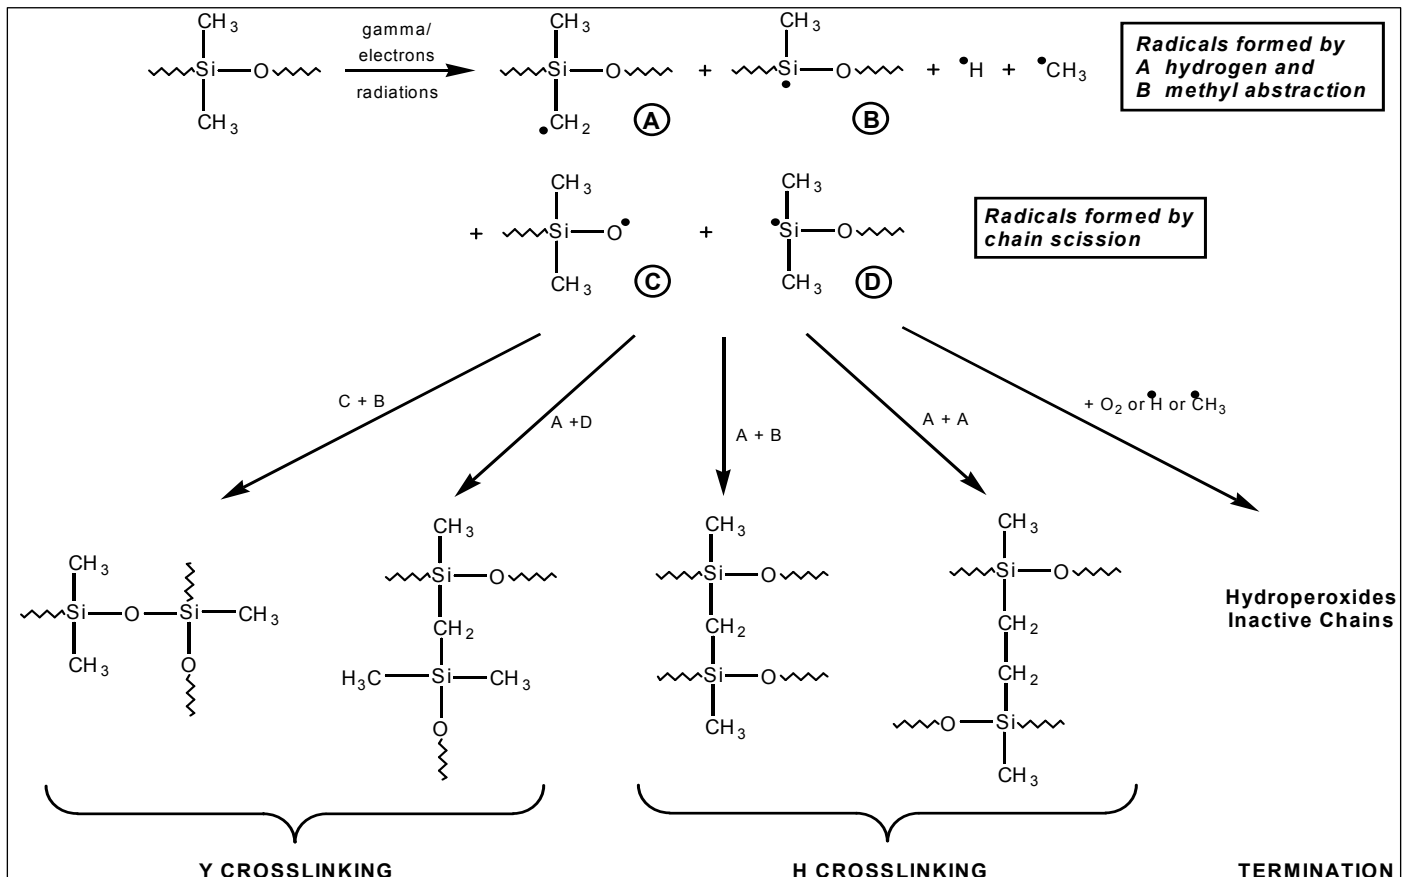 CH3 gamma/ CH3 CH3
electrons
Si O Si O + Si O + H + CH3
radiations
CH3 CH2 A B
Radicals formed by
A hydrogen and
B methyl abstraction
CH3 CH3
+ Si O + Si O
CH3 C CH3 D
Radicals formed by
chain scission
C + B
A +D
A + B
A + A
+ O2 or H or CH3
CH3
Si O Si CH3
CH3 O
CH3
Si O
CH2
H3C Si CH3
O
CH3
Si O
CH2
Si O
CH3
CH3
Si O
CH2
CH2
O Si
CH3
Hydroperoxides
Inactive Chains
Y CROSSLINKING
H CROSSLINKING
TERMINATION